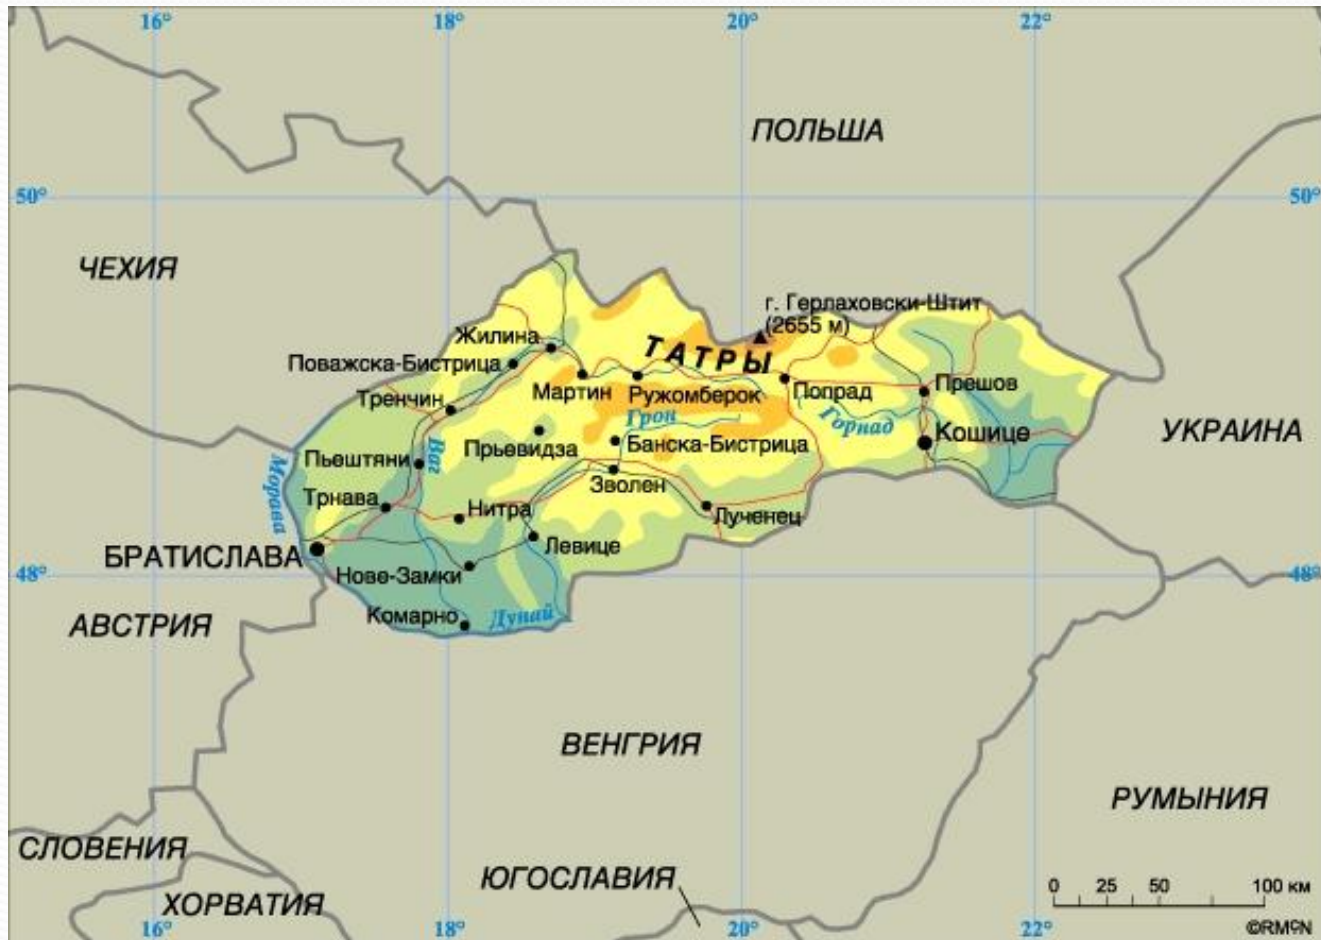 16° 18° 20° 22°
ПОЛЬША
50° 50°
ЧЕХИЯ
г. Герлаховски-Штит
(2655 м)
Жилина
ТАТРЫ
Поважска-Бистрица
Мартин Ружомберок Попрад Прешов
Тренчин
Грон Горнад
Кошице
УКРАИНА
Прьевидза Банска-Бистрица
Ваг
Пьештяни
Морава
Зволен
Трнава
Нитра
Лученец
Левице
БРАТИСЛАВА
Нове-Замки
48° 48°
Комарно Дунай
АВСТРИЯ
ВЕНГРИЯ
РУМЫНИЯ
СЛОВЕНИЯ
ЮГОСЛАВИЯ
ХОРВАТИЯ
0 25 50 100 км
16° 18° 20° 22°
©RMCN